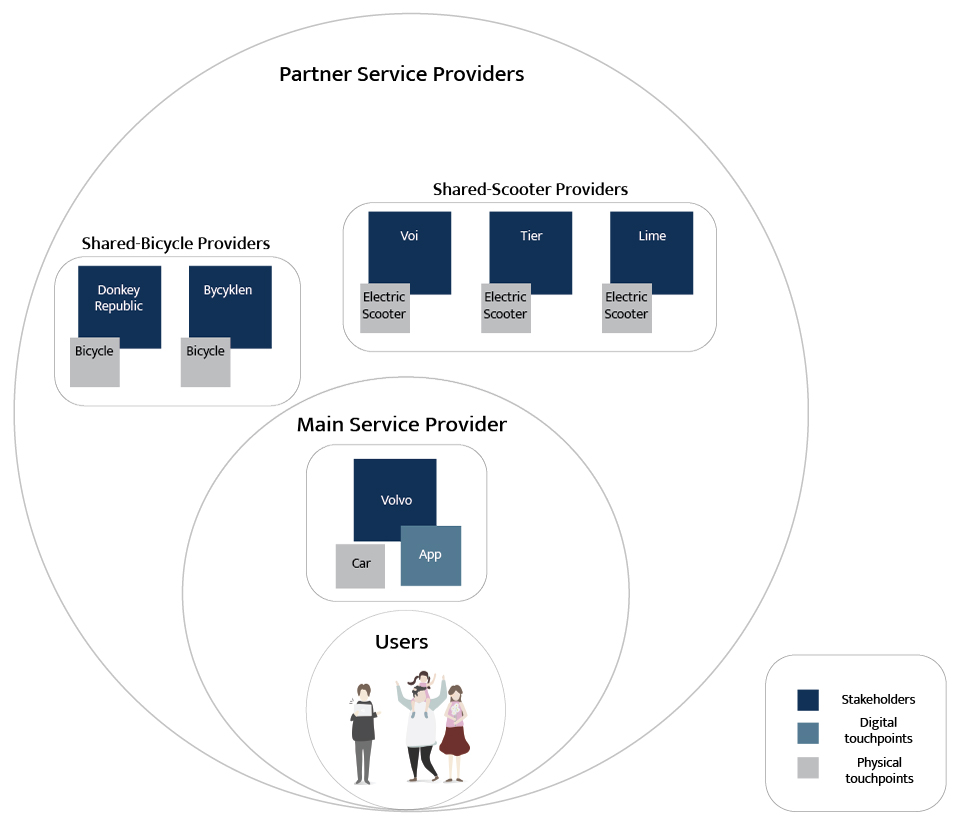 Partner Service Providers
Shared-Scooter Providers
Voi
Tier
Lime
Electric
Scooter
Electric
Scooter
Electric
Scooter
Shared-Bicycle Providers
Donkey
Republic
Bycyklen
Bicycle
Bicycle
Main Service Provider
Volvo
App
Car
Users
Stakeholders
Digital
touchpoints
Physical
touchpoints